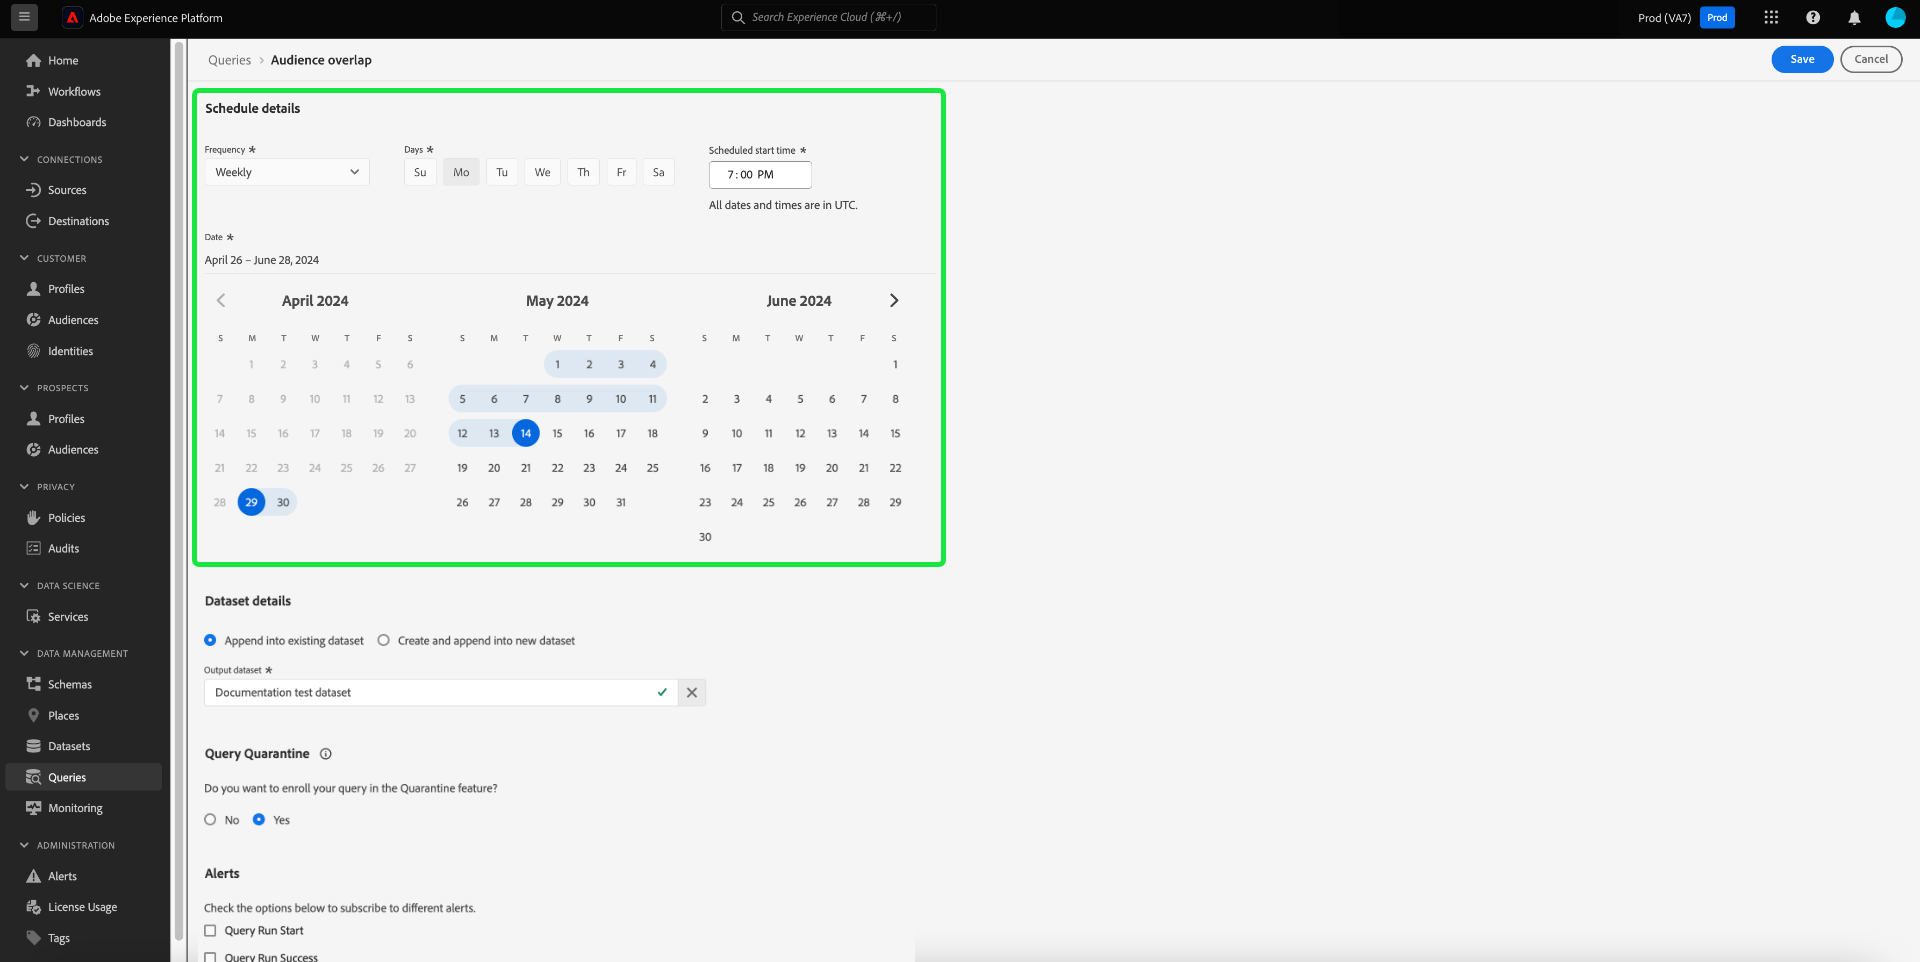 Adobe Experience Platform
Search Experience Cloud (⌘+/)
Prod (VA7) Prod
Home
Workflows
Dashboards
CONNECTIONS
Sources
Destinations
CUSTOMER
Profiles
Audiences
Identities
PROSPECTS
Profiles
Audiences
PRIVACY
Policies
Audits
DATA SCIENCE
Services
DATA MANAGEMENT
Schemas
Places
Datasets
Queries
Monitoring
ADMINISTRATION
Alerts
License Usage
Tags
Queries > Audience overlap
Save Cancel
Schedule details
Frequency * Days * Scheduled start time *
Weekly Su Mo Tu We Th Fr Sa 7:00 PM
All dates and times are in UTC.
Date *
April 26 – June 28, 2024
April 2024
S M T W T F S
1 2 3 4 5 6
7 8 9 10 11 12 13
14 15 16 17 18 19 20
21 22 23 24 25 26 27
28 29 30
May 2024
S M T W T F S
1 2 3 4
5 6 7 8 9 10 11
12 13 14 15 16 17 18
19 20 21 22 23 24 25
26 27 28 29 30 31
June 2024
S M T W T F S
1
2 3 4 5 6 7 8
9 10 11 12 13 14 15
16 17 18 19 20 21 22
23 24 25 26 27 28 29
30
Dataset details
Append into existing dataset Create and append into new dataset
Output dataset *
Documentation test dataset
Query Quarantine
Do you want to enroll your query in the Quarantine feature?
No Yes
Alerts
Check the options below to subscribe to different alerts.
Query Run Start
Query Run Success